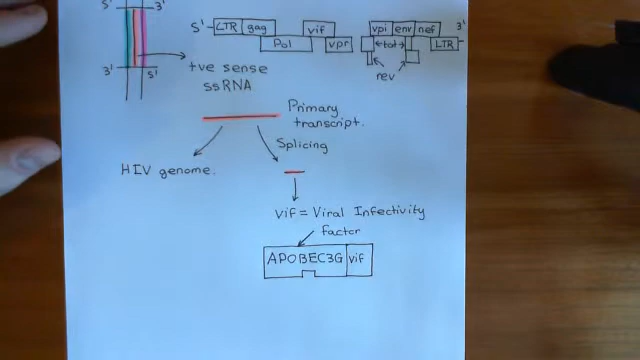 5' 3'
5' LTR gag vif vpi env nef 3'
Pol vpr tat LTR
rev
3' 5'
+ve sense
ssRNA
Primary
transcript.
Splicing
HIV genome.
vif = Viral Infectivity
Factor
APOBEC3G vif